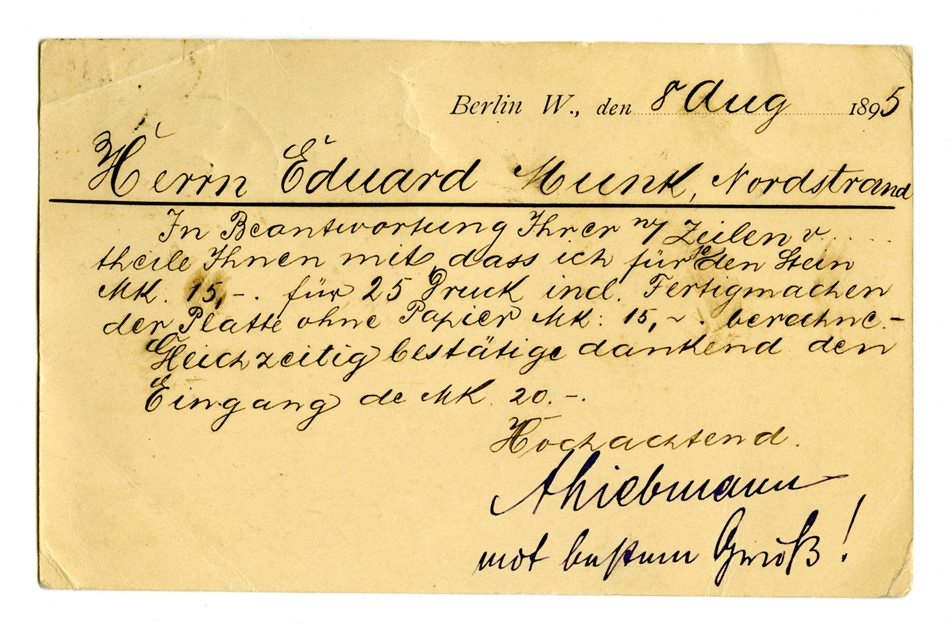 Berlin W., den 8 Aug 1895
Herrn Eduard Munk, Nordstrand
In Beantwortung Ihrer w/ Zeilen v. ....
theile Ihnen mit, dass ich für den Stein
MK. 15,-. für 25 Druck incl. Fertigmachen
der Platte ohne Papier MK: 15,-. berechne.-
Gleichzeitig bestätige dankend den
Eingang de MK. 20.-.
Hochachtend.
A Liebmann
mit bestem Gruß!